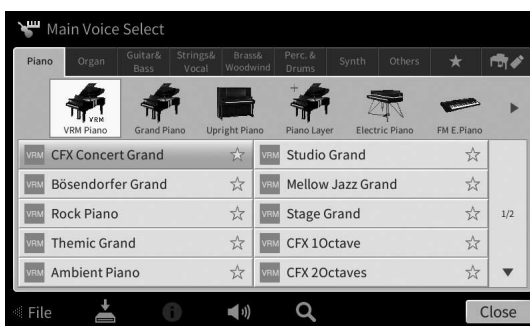 Main Voice Select
Piano Organ Guitar& Bass Strings& Vocal Brass& Woodwind Perc. & Drums Synth Others
VRM
VRM Piano Grand Piano Upright Piano Piano Layer Electric Piano FM E.Piano
VRM CFX Concert Grand VRM Studio Grand
VRM Bösendorfer Grand VRM Mellow Jazz Grand
VRM Rock Piano VRM Stage Grand 1/2
VRM Themic Grand VRM CFX 1Octave
VRM Ambient Piano VRM CFX 2Octaves
File Close